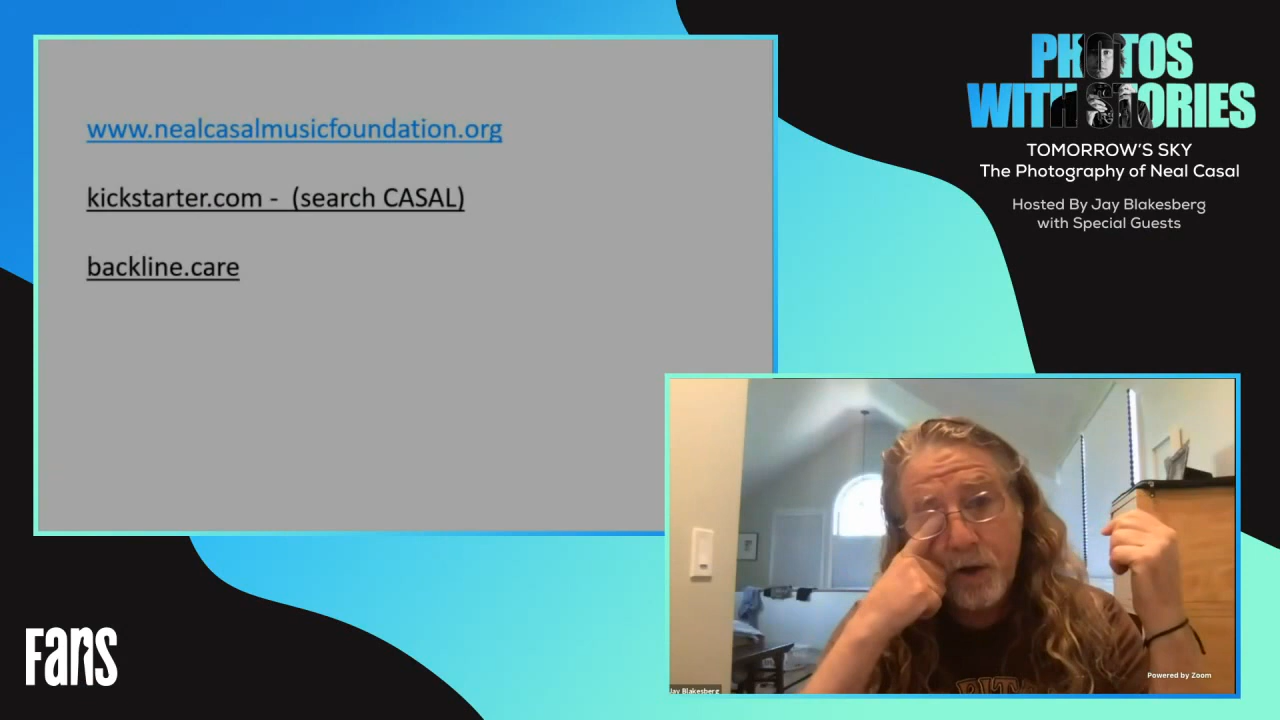 www.nealcasalmusicfoundation.org
kickstarter.com - (search CASAL)
backline.care
PHOTOS
WITH STORIES
TOMORROW'S SKY
The Photography of Neal Casal
Hosted By Jay Blakesberg
with Special Guests
Fans
Jay Blakesberg
Powered by Zoom